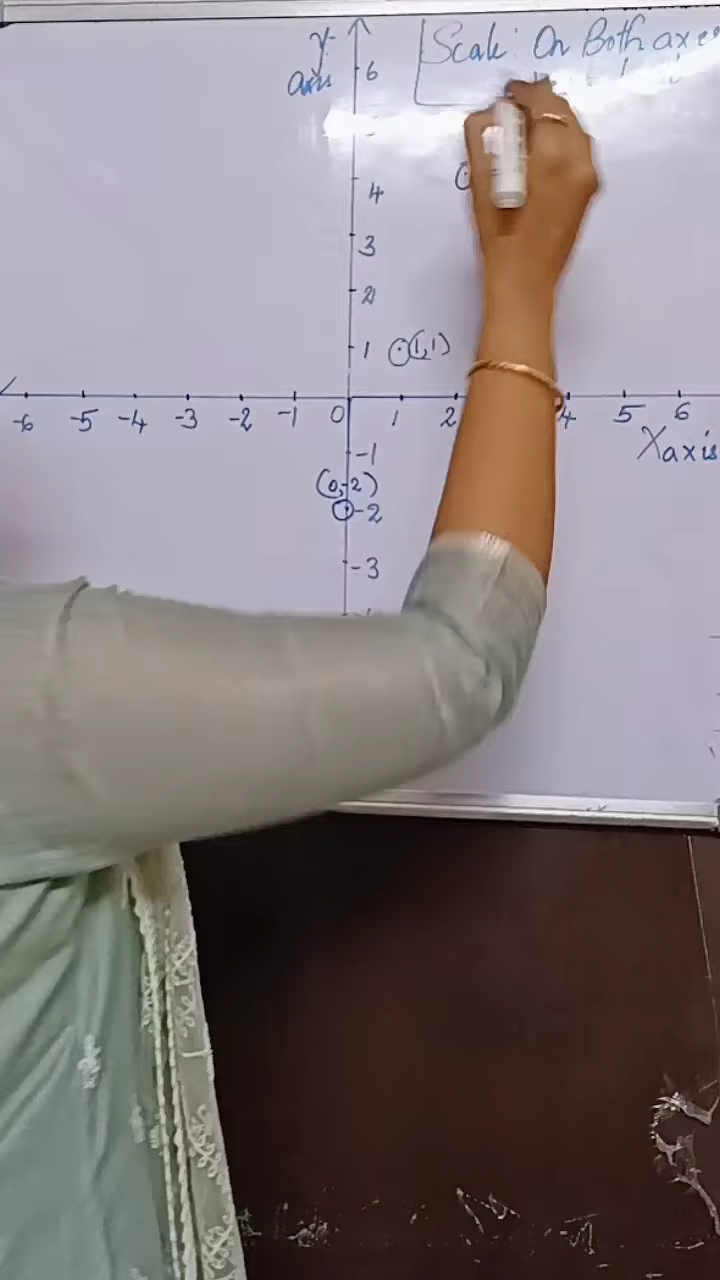 Y-
axis
Scale: On Both axes
6
4
3
2
1 (1,1)
-6 -5 -4 -3 -2 -1 0 1 2 4 5 6
X axis
-1
(0,-2)
-2
-3